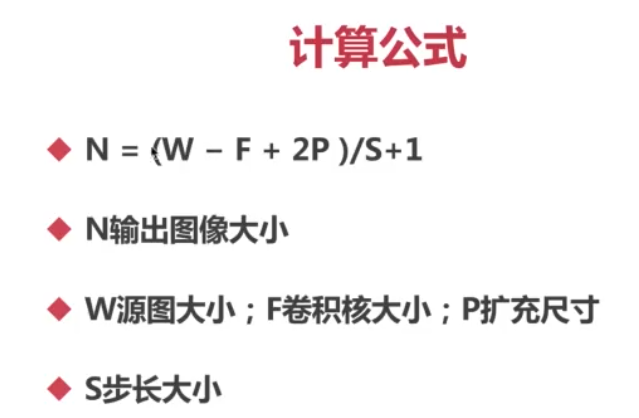 计算公式
N = (W – F + 2P )/S+1
N输出图像大小
W源图大小；F卷积核大小；P扩充尺寸
S步长大小